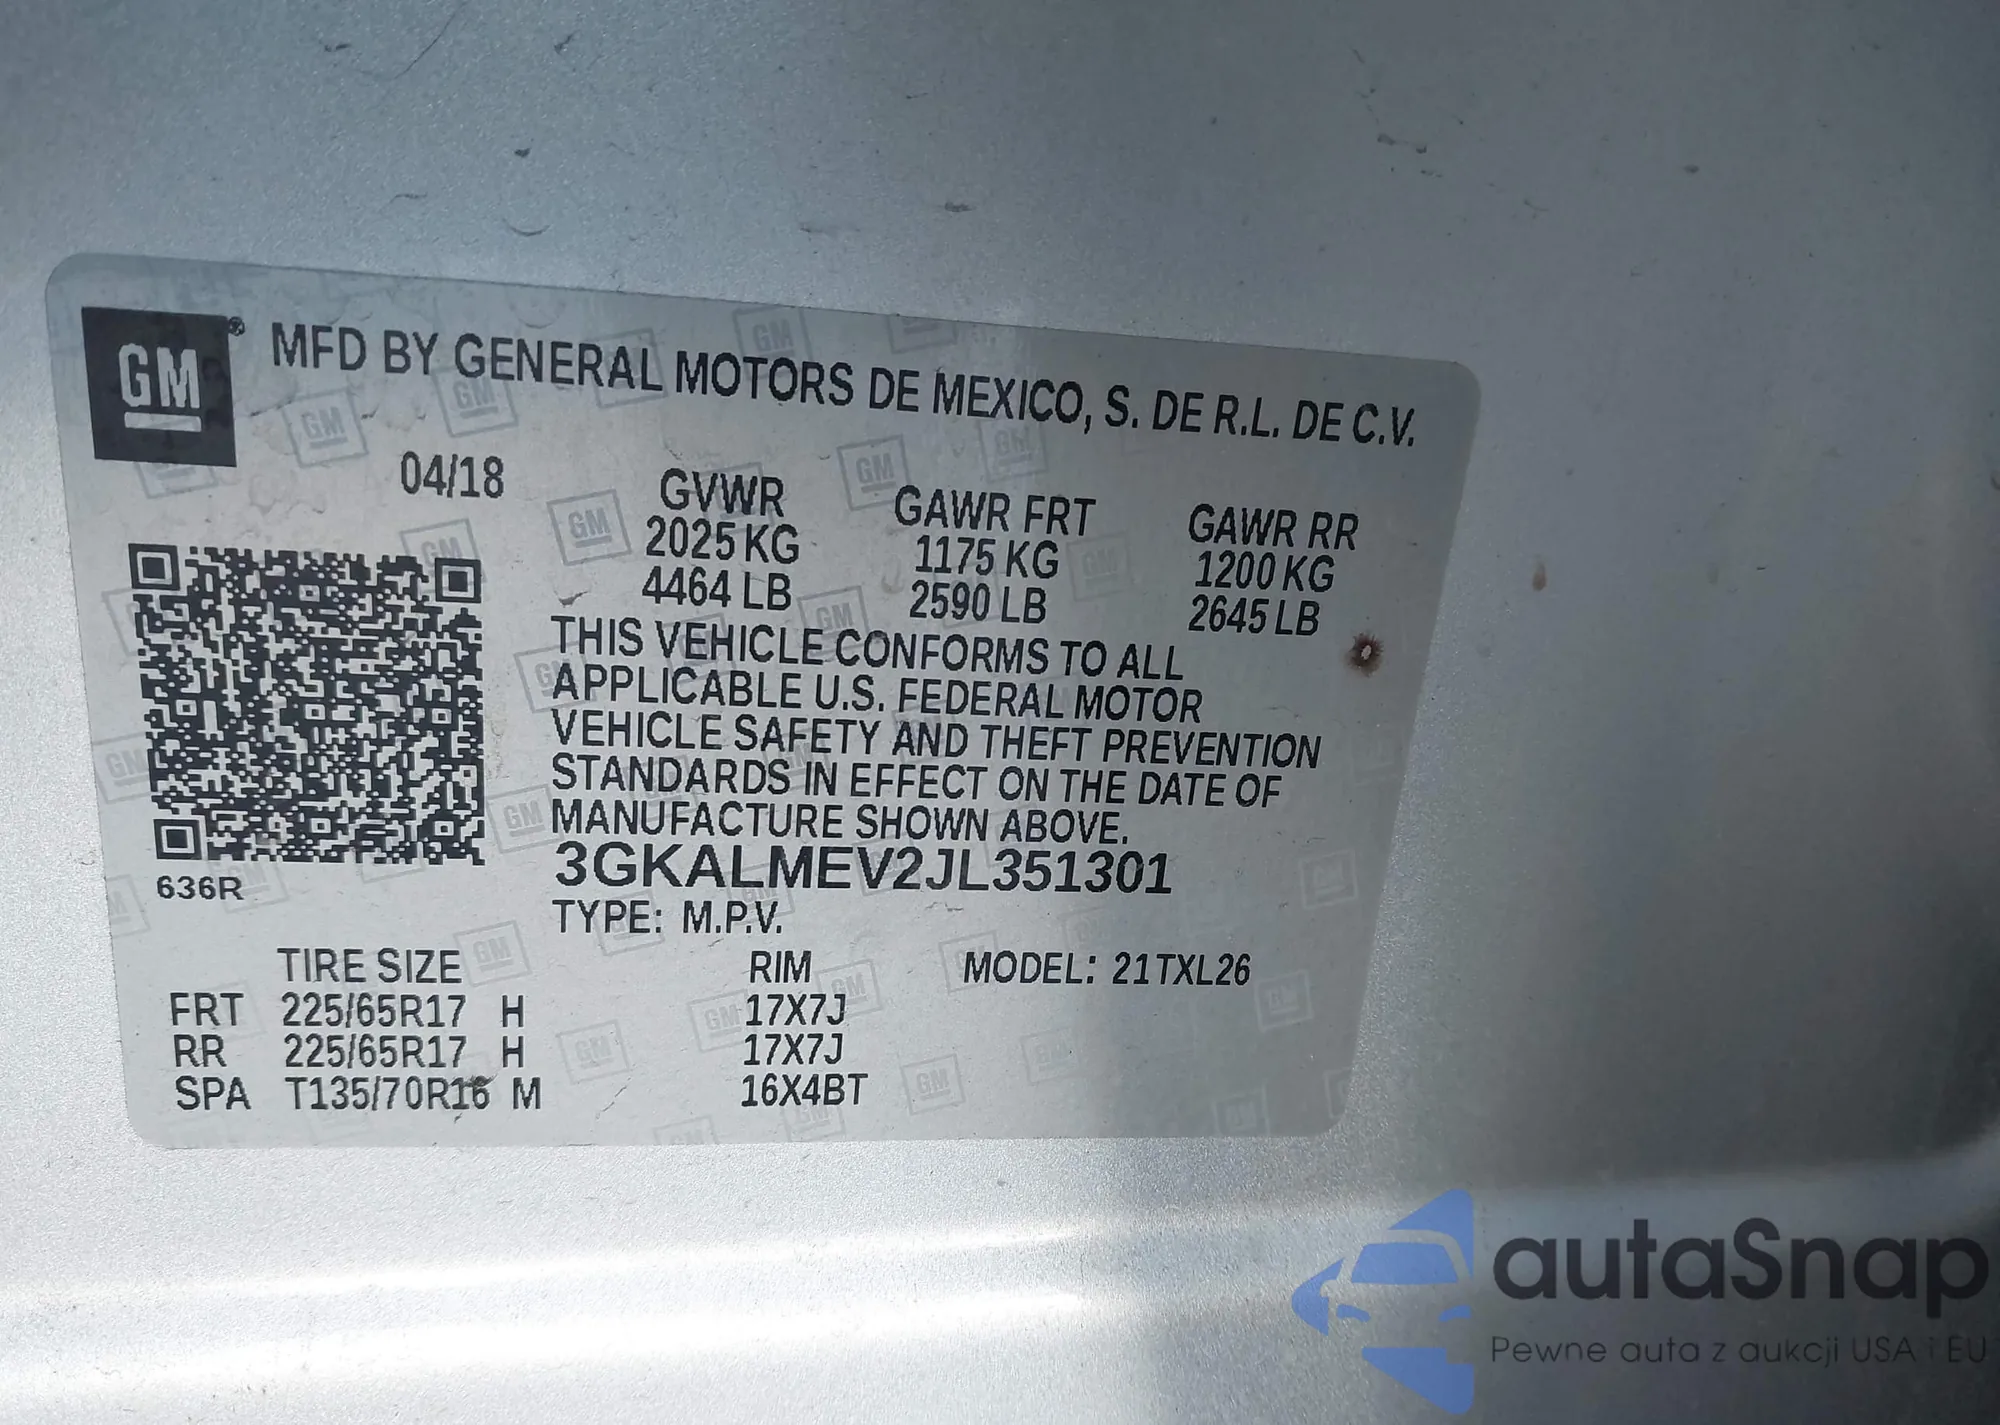 GM® MFD BY GENERAL MOTORS DE MEXICO, S. DE R.L. DE C.V.
04/18 GVWR GAWR FRT GAWR RR
2025 KG 1175 KG 1200 KG
4464 LB 2590 LB 2645 LB
THIS VEHICLE CONFORMS TO ALL
APPLICABLE U.S. FEDERAL MOTOR
VEHICLE SAFETY AND THEFT PREVENTION
STANDARDS IN EFFECT ON THE DATE OF
MANUFACTURE SHOWN ABOVE.
3GKALMEV2JL351301
636R
TYPE: M.P.V.
TIRE SIZE RIM MODEL: 21TXL26
FRT 225/65R17 H 17X7J
RR 225/65R17 H 17X7J
SPA T135/70R16 M 16X4BT
autaSnap
Pewne auta z aukcji USA i EU